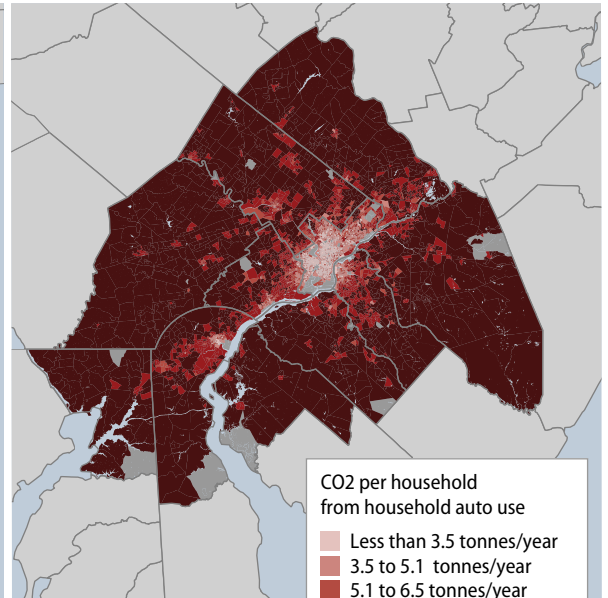 CO2 per household
from household auto use
Less than 3.5 tonnes/year
3.5 to 5.1 tonnes/year
5.1 to 6.5 tonnes/year